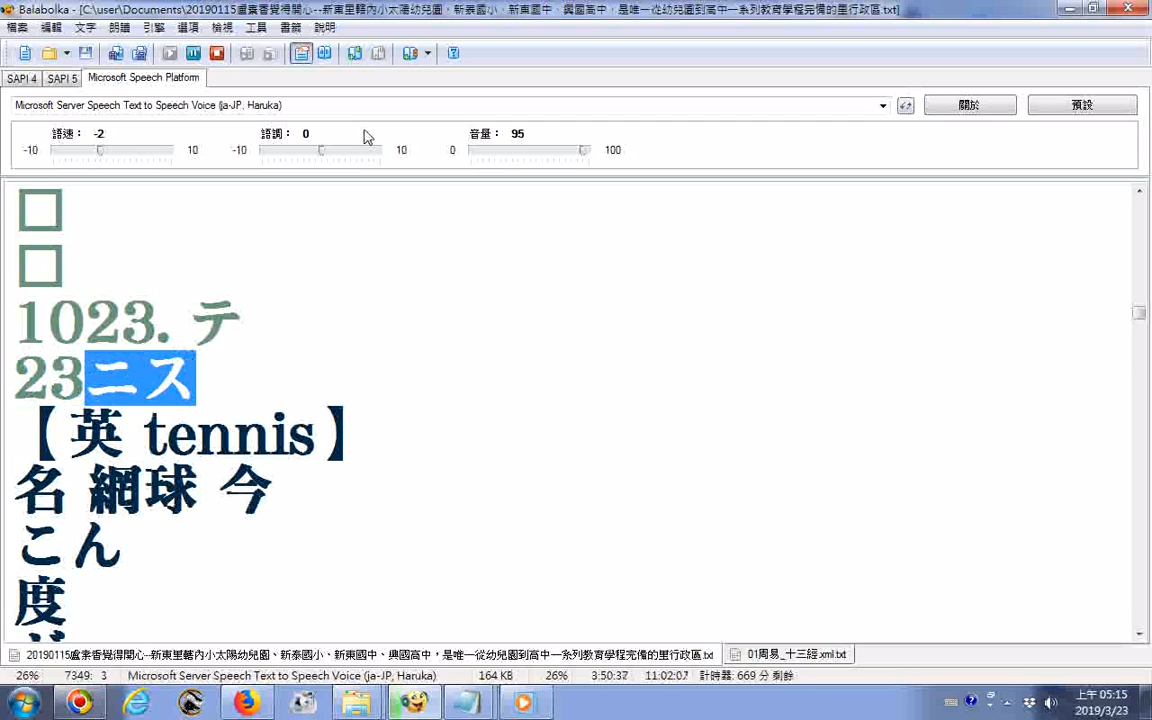 Balabolka - [C:\user\Documents\20190115盧素香覺得開心--新東里轄內小太陽幼兒園、新泰國小、新東國中、興國高中，是唯一從幼兒園到高中一系列教育學程完備的里行政區.txt]
檔案 編輯 文字 朗讀 引擎 選項 檢視 工具 書籤 說明
SAPI 4 SAPI 5 Microsoft Speech Platform
Microsoft Server Speech Text to Speech Voice (ja-JP, Haruka) 關於 預設
語速： -2 語調： 0 音量： 95
-10 10 -10 10 0 100
□
□
1023. テ
23ニス
【英 tennis】
名 網球 今
こん
度
20190115盧素香覺得開心--新東里轄內小太陽幼兒園、新泰國小、新東國中、興國高中，是唯一從幼兒園到高中一系列教育學程完備的里行政區.txt 01周易_十三經.xml.txt
26% 7349: 3 Microsoft Server Speech Text to Speech Voice (ja-JP, Haruka) 164 KB 26% 3:50:37 11:02:07 計時器: 669 分 剩餘
上午 05:15
2019/3/23